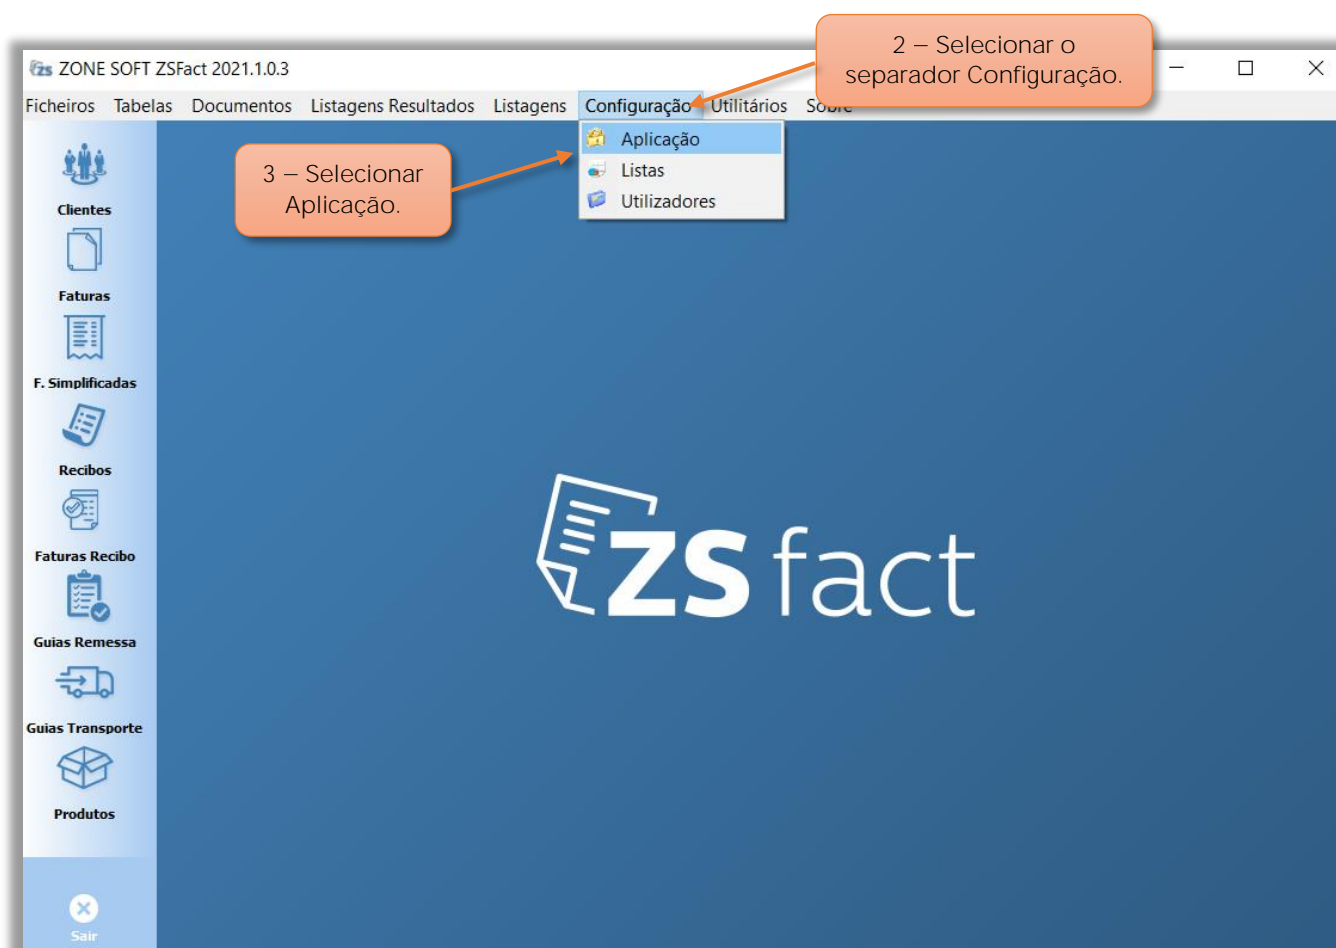 2 – Selecionar o
separador Configuração.
ZS ZONE SOFT ZSFact 2021.1.0.3
Ficheiros Tabelas Documentos Listagens Resultados Listagens Configuração Utilitários Sobre
Aplicação
Listas
Utilizadores
3 – Selecionar
Aplicação.
Clientes
Faturas
F. Simplificadas
Recibos
Faturas Recibo
Guias Remessa
Guias Transporte
Produtos
Sair
ZS fact